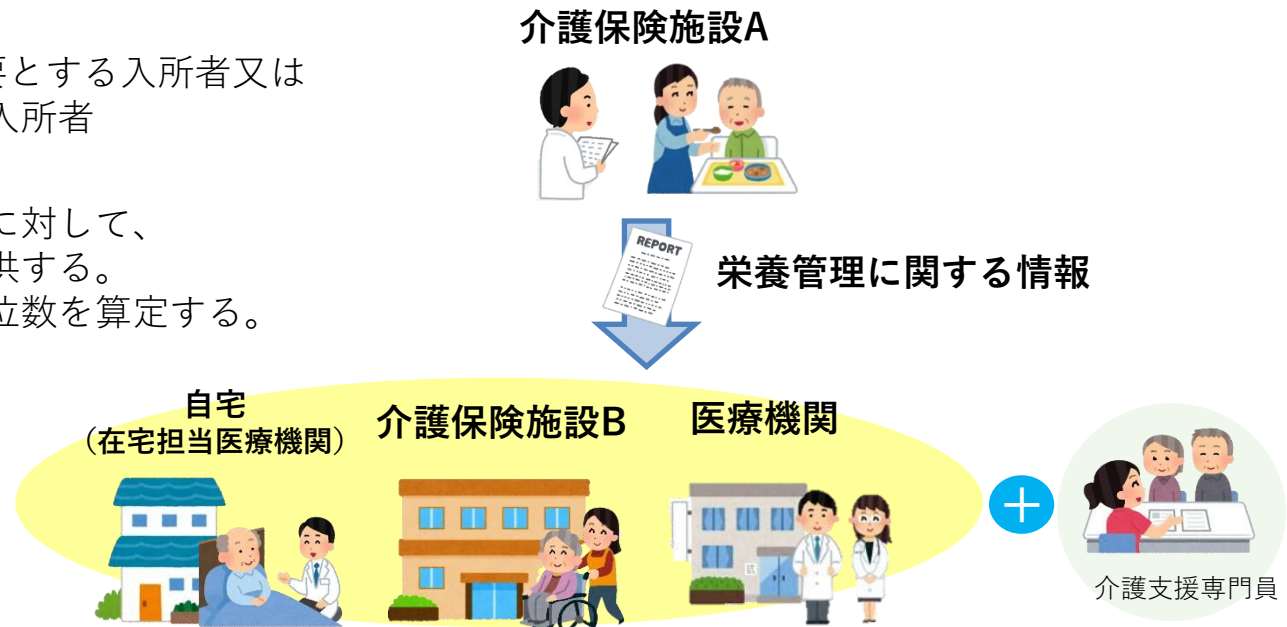 介護保険施設A
要とする入所者又は
入所者
に対して、
供する。
位数を算定する。
REPORT
栄養管理に関する情報
自宅
（在宅担当医療機関）
介護保険施設B
医療機関
介護支援専門員